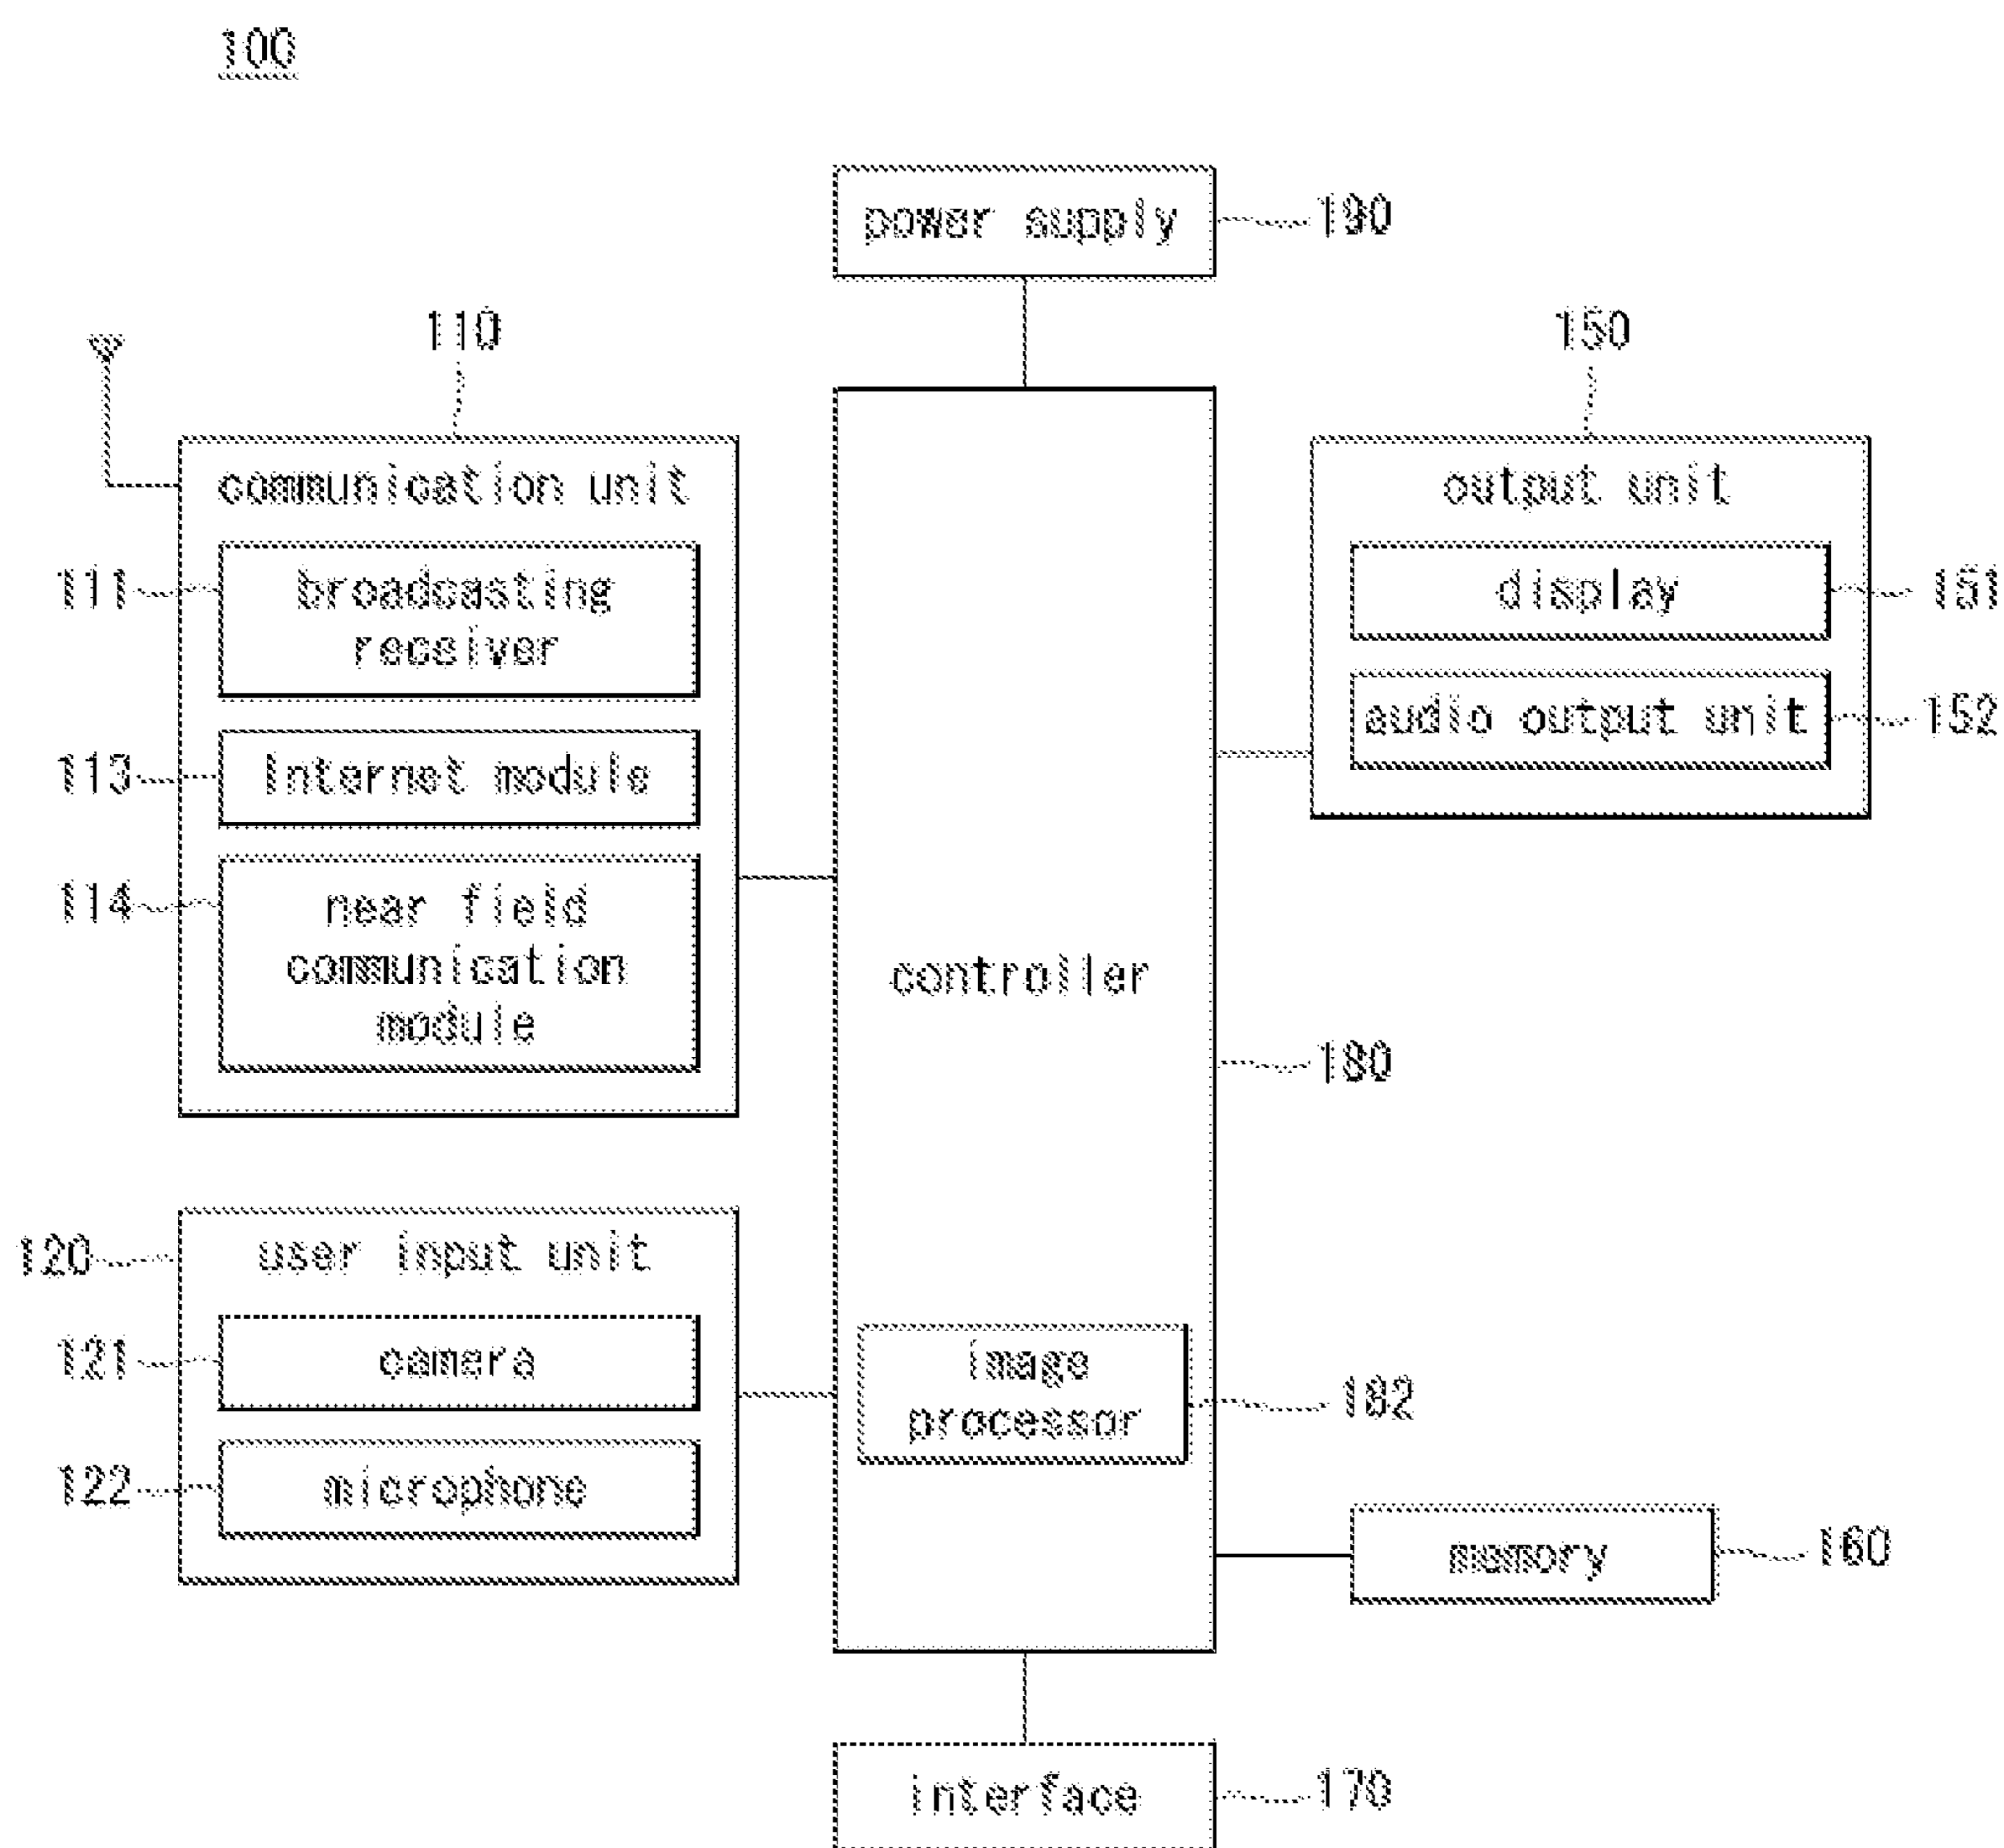 100
power supply
190
110
150
communication unit
output unit
111
broadcasting
receiver
display
151
audio output unit
152
113
Internet module
114
near field
communication
module
controller
180
120
user input unit
121
camera
image
processor
182
122
microphone
memory
160
interface
170